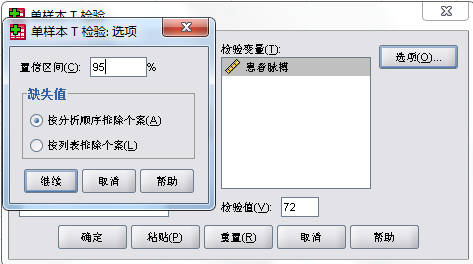 单样本 T 检验
单样本 T 检验: 选项
置信区间(C): 95 %
缺失值
按分析顺序排除个案(A)
按列表排除个案(L)
继续 取消 帮助
检验变量(T):
患者脉搏
选项(O)...
检验值(V): 72
确定 粘贴(P) 重置(R) 取消 帮助